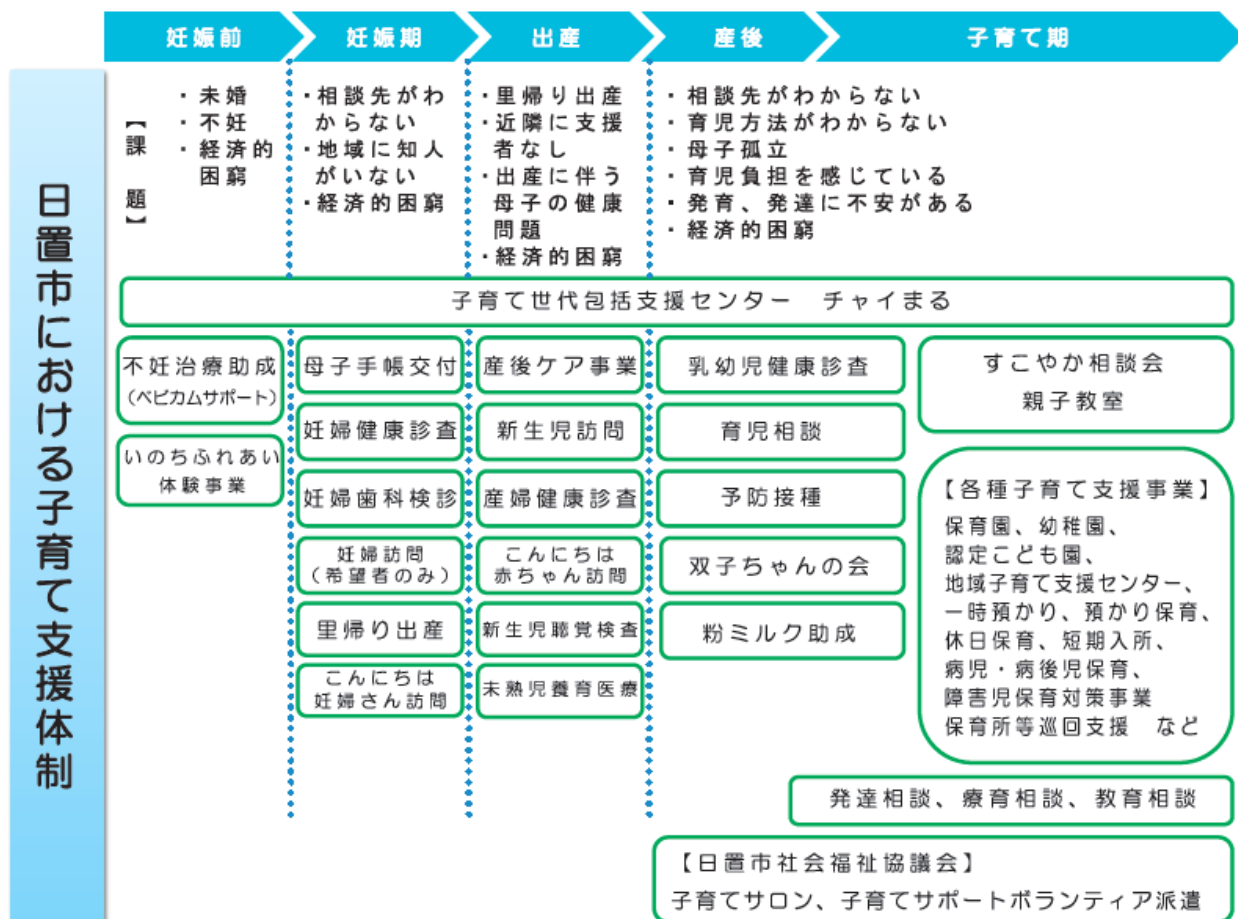 妊娠前
妊娠期
出産
産後
子育て期
日置市における子育て支援体制
【課題】
・未婚
・不妊
・経済的
困窮
・相談先がわ
からない
・地域に知人
がいない
・経済的困窮
・里帰り出産
・近隣に支援
者なし
・出産に伴う
母子の健康
問題
・経済的困窮
・相談先がわからない
・育児方法がわからない
・母子孤立
・育児負担を感じている
・発育、発達に不安がある
・経済的困窮
子育て世代包括支援センター　チャイまる
不妊治療助成
（ベビカムサポート）
いのちふれあい
体験事業
母子手帳交付
妊婦健康診査
妊婦歯科検診
妊婦訪問
（希望者のみ）
里帰り出産
こんにちは
妊婦さん訪問
産後ケア事業
新生児訪問
産婦健康診査
こんにちは
赤ちゃん訪問
新生児聴覚検査
未熟児養育医療
乳幼児健康診査
育児相談
予防接種
双子ちゃんの会
粉ミルク助成
すこやか相談会
親子教室
【各種子育て支援事業】
保育園、幼稚園、
認定こども園、
地域子育て支援センター、
一時預かり、預かり保育、
休日保育、短期入所、
病児・病後児保育、
障害児保育対策事業
保育所等巡回支援　など
発達相談、療育相談、教育相談
【日置市社会福祉協議会】
子育てサロン、子育てサポートボランティア派遣